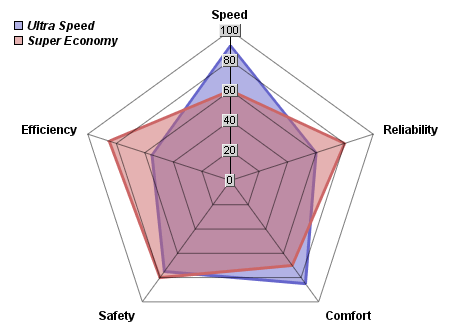 Speed
Ultra Speed
Super Economy
100
80
60
40
20
0
Efficiency
Reliability
Safety
Comfort